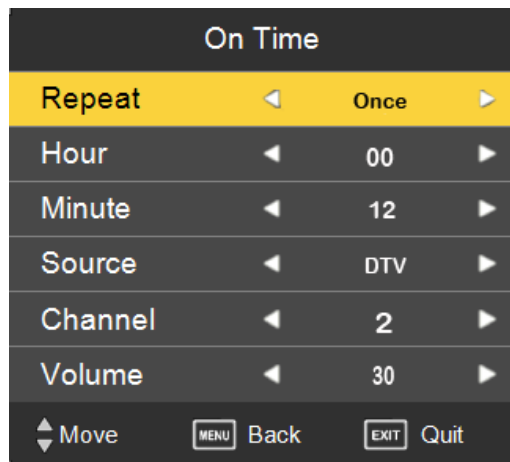 On Time
Repeat Once
Hour 00
Minute 12
Source DTV
Channel 2
Volume 30
Move MENU Back EXIT Quit